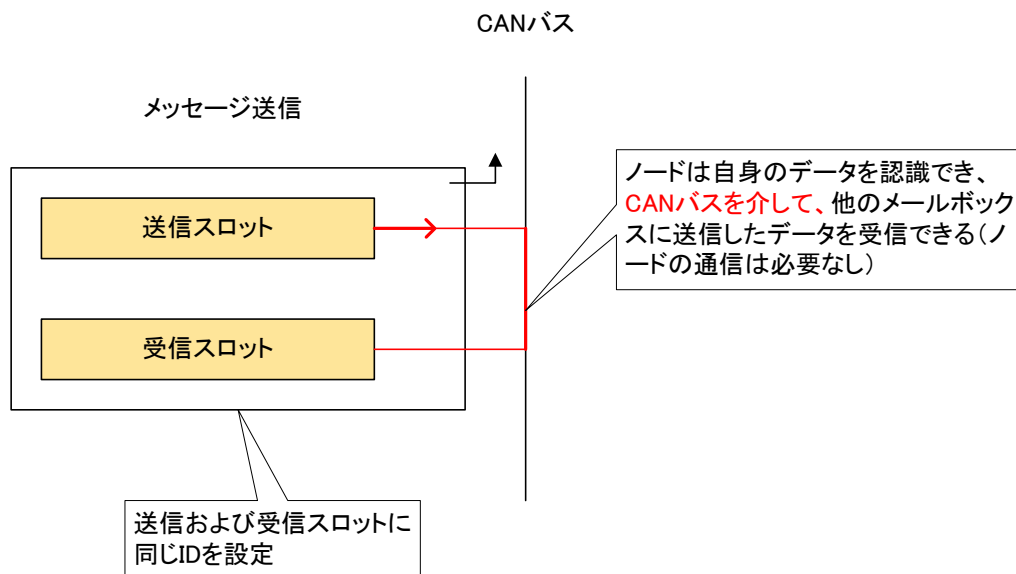 CANバス
メッセージ送信
送信スロット
受信スロット
ノードは自身のデータを認識でき、
CANバスを介して、他のメールボック
スに送信したデータを受信できる(ノ
ードの通信は必要なし)
送信および受信スロットに
同じIDを設定